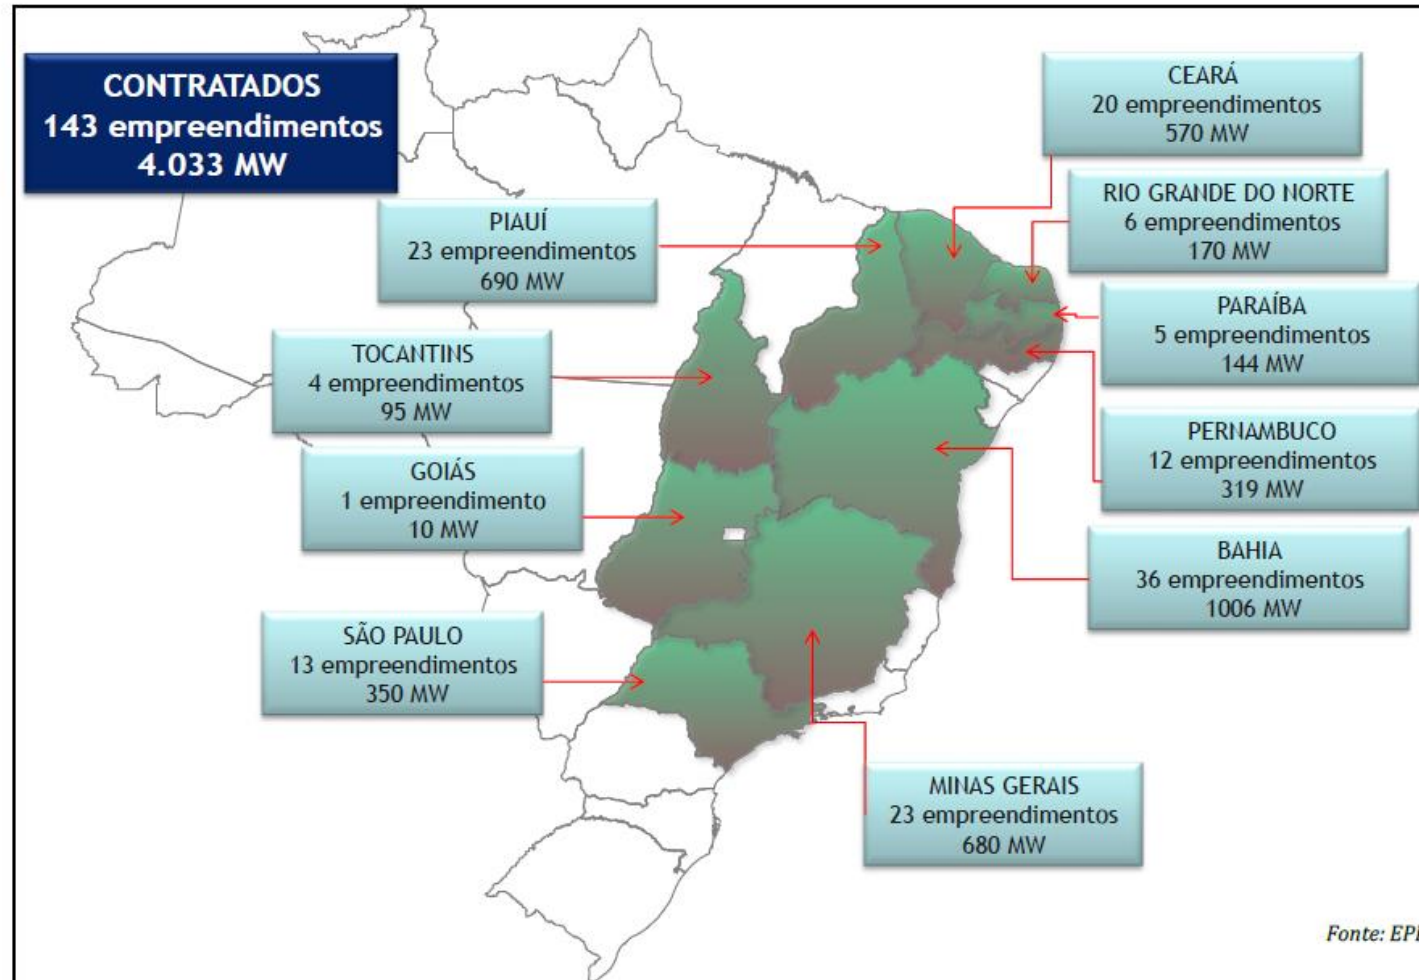 CONTRATADOS
143 empreendimentos
4.033 MW
CEARÁ
20 empreendimentos
570 MW
RIO GRANDE DO NORTE
6 empreendimentos
170 MW
PIAUÍ
23 empreendimentos
690 MW
PARAÍBA
5 empreendimentos
144 MW
TOCANTINS
4 empreendimentos
95 MW
PERNAMBUCO
12 empreendimentos
319 MW
GOIÁS
1 empreendimento
10 MW
BAHIA
36 empreendimentos
1006 MW
SÃO PAULO
13 empreendimentos
350 MW
MINAS GERAIS
23 empreendimentos
680 MW
Fonte: